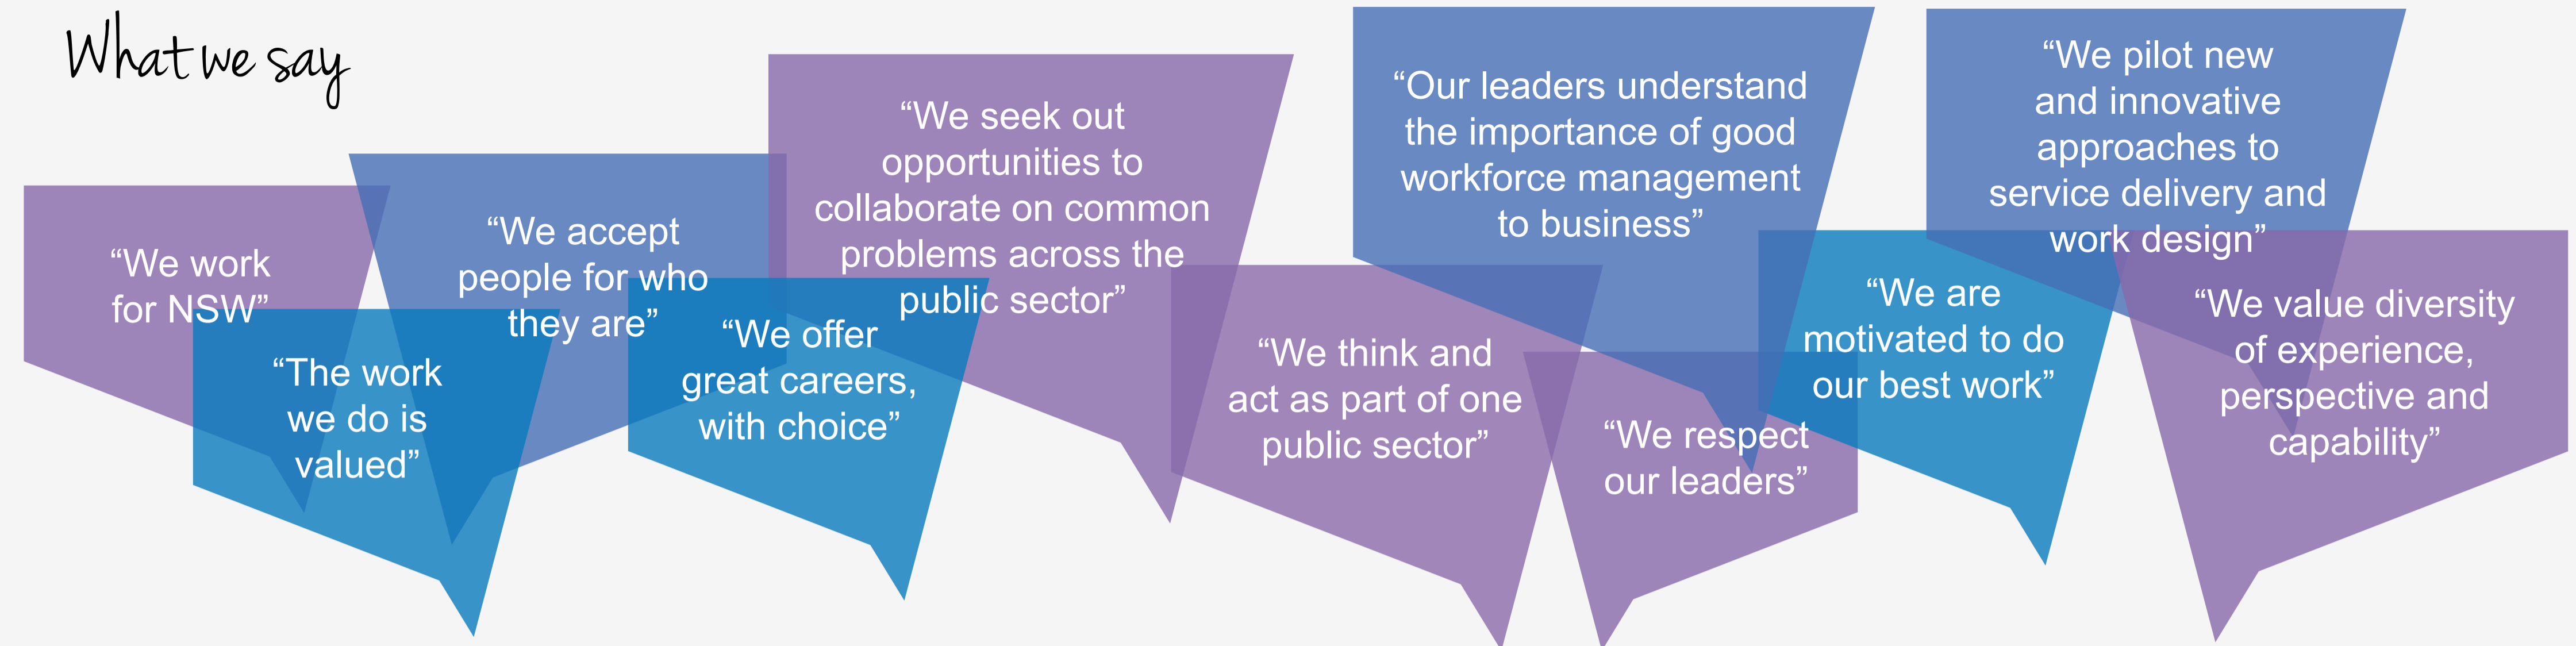 What we say
“We work
for NSW”
“The work
we do is
valued”
“We accept
people for who
they are”
“We offer
great careers,
with choice”
“We seek out
opportunities to
collaborate on common
problems across the
public sector”
“We think and
act as part of one
public sector”
“Our leaders understand
the importance of good
workforce management
to business”
“We respect
our leaders”
“We are
motivated to do
our best work”
“We pilot new
and innovative
approaches to
service delivery and
work design”
“We value diversity
of experience,
perspective and
capability”